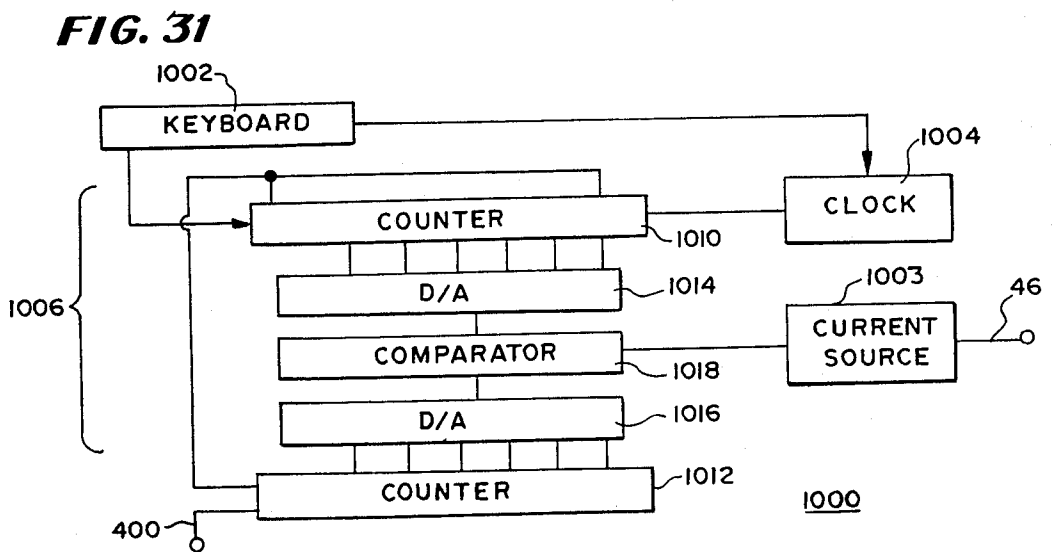 FIG. 31
1002
KEYBOARD
1004
CLOCK
COUNTER
1010
D/A
1014
1003
46
1006
COMPARATOR
1018
CURRENT
SOURCE
D/A
1016
COUNTER
1012
400
1000